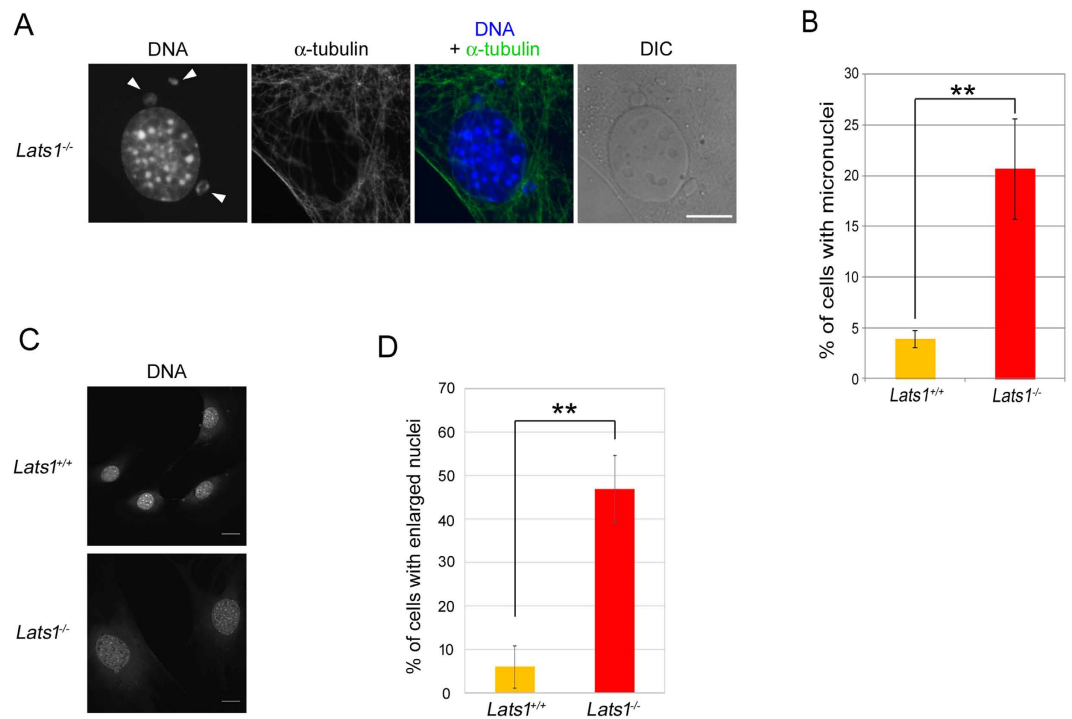 A
DNA
α-tubulin
DNA
+ α-tubulin
DIC
Lats1-/-
B
% of cells with micronuclei
30
25
20
15
10
5
0
**
Lats1+/+
Lats1-/-
C
DNA
Lats1+/+
Lats1-/-
D
% of cells with enlarged nuclei
70
60
50
40
30
20
10
0
**
Lats1+/+
Lats1-/-